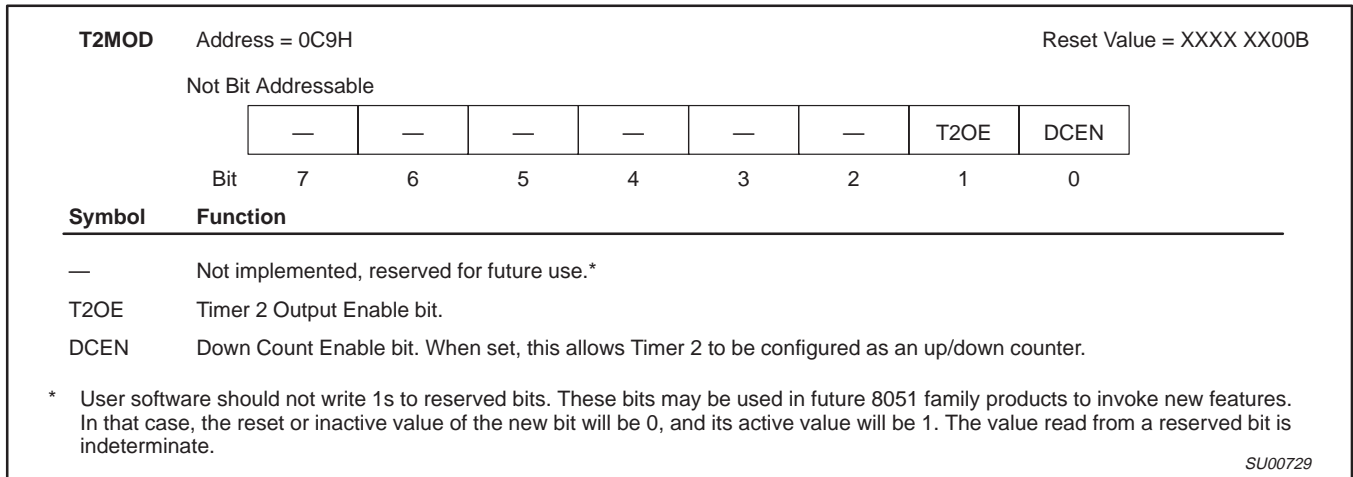 T2MOD Address = 0C9H Reset Value = XXXX XX00B
Not Bit Addressable
— — — — — — T2OE DCEN
Bit 7 6 5 4 3 2 1 0
Symbol Function
— Not implemented, reserved for future use.*
T2OE Timer 2 Output Enable bit.
DCEN Down Count Enable bit. When set, this allows Timer 2 to be configured as an up/down counter.
* User software should not write 1s to reserved bits. These bits may be used in future 8051 family products to invoke new features.
In that case, the reset or inactive value of the new bit will be 0, and its active value will be 1. The value read from a reserved bit is
indeterminate.
SU00729